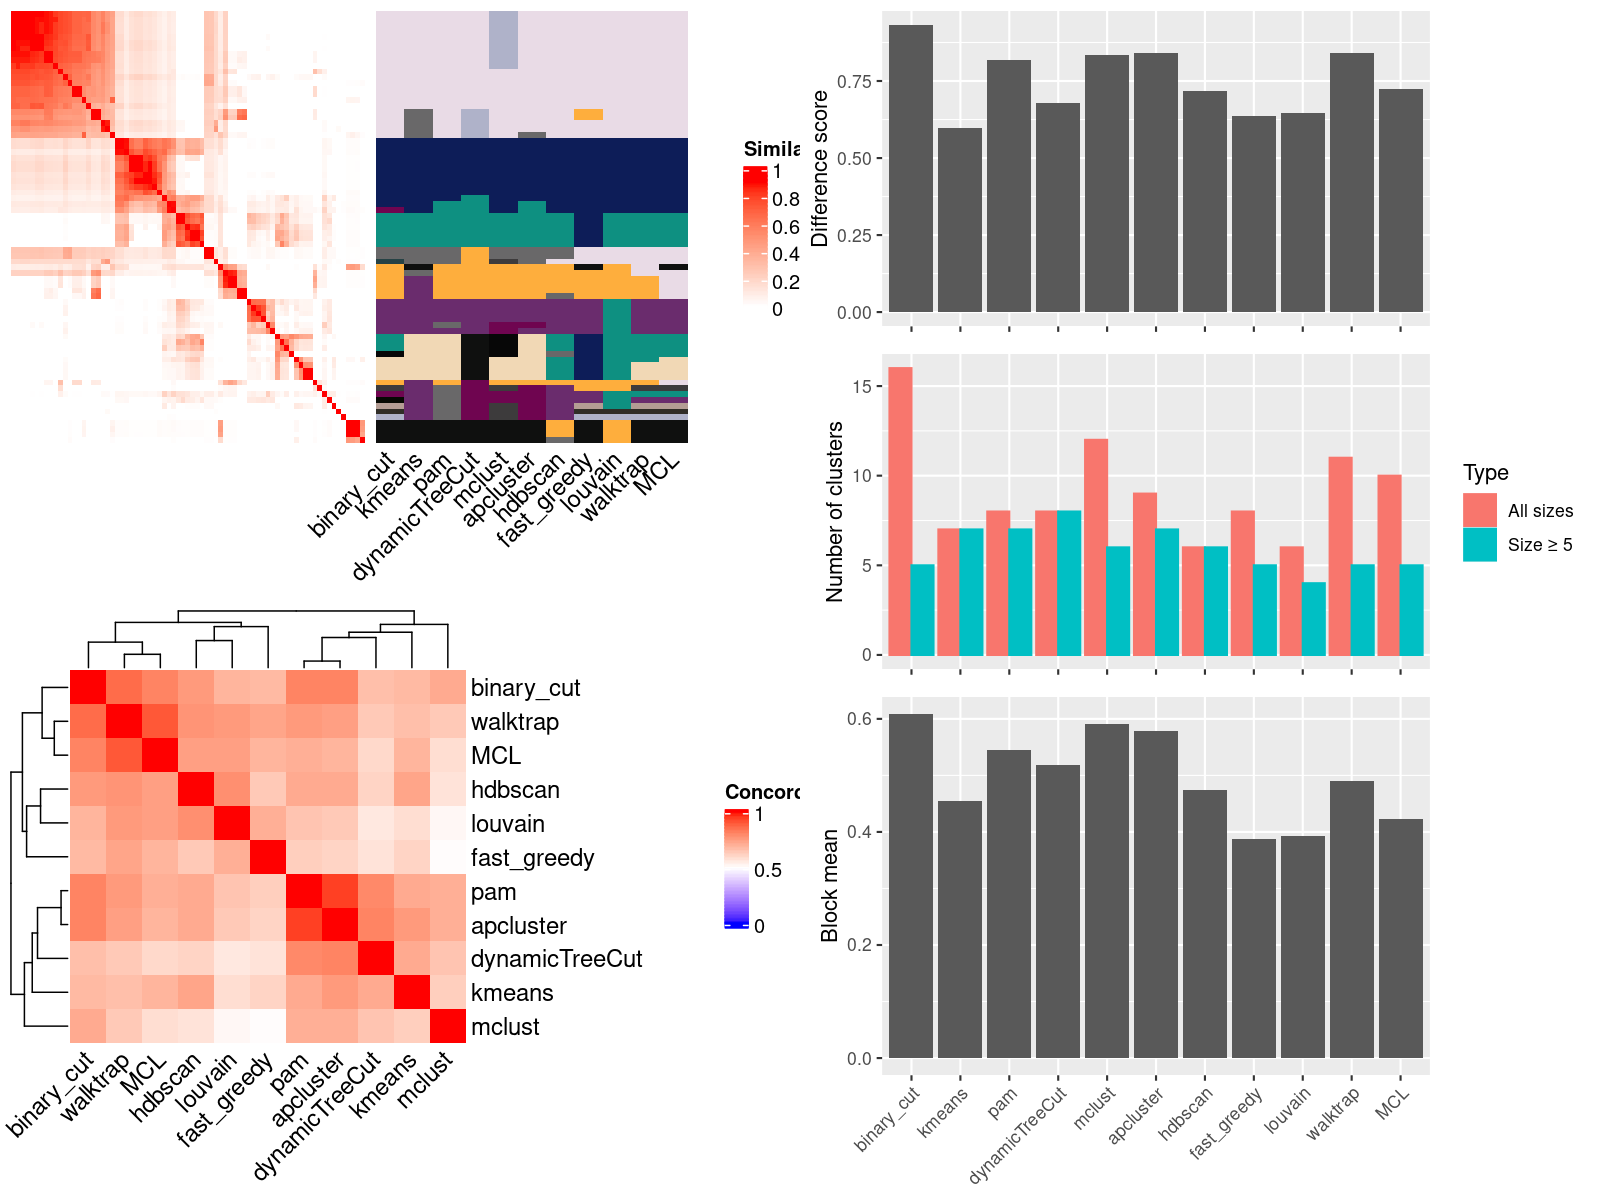 Simila
1
0.8
0.6
0.4
0.2
0
binary_cut
kmeans
pam
dynamicTreeCut
mclust
apcluster
hdbscan
fast_greedy
louvain
walktrap
MCL
binary_cut
walktrap
MCL
hdbscan
louvain
fast_greedy
pam
apcluster
dynamicTreeCut
kmeans
mclust
binary_cut
walktrap
MCL
hdbscan
louvain
fast_greedy
pam
apcluster
dynamicTreeCut
kmeans
mclust
Concord
1
0.5
0
Difference score
0.75
0.50
0.25
0.00
Number of clusters
15
10
5
0
Type
All sizes
Size ≥ 5
Block mean
0.6
0.4
0.2
0.0
binary_cut
kmeans
pam
dynamicTreeCut
mclust
apcluster
hdbscan
fast_greedy
louvain
walktrap
MCL